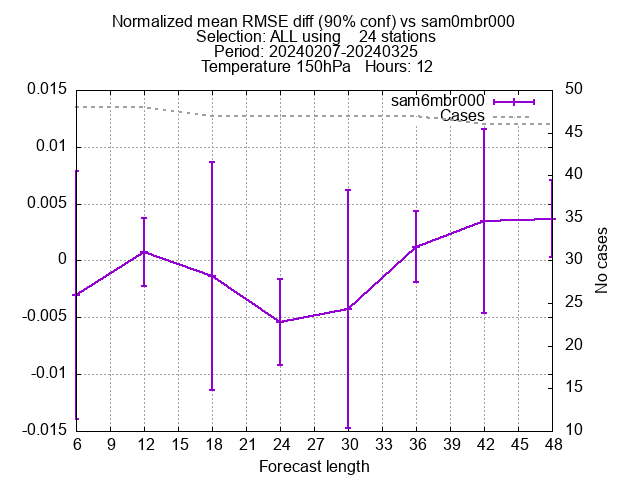 Normalized mean RMSE diff (90% conf) vs sam0mbr000
Selection: ALL using    24 stations
Period: 20240207-20240325
Temperature 150hPa   Hours: 12
0.015
0.01
0.005
0
-0.005
-0.01
-0.015
50
45
40
35
30
25
20
15
10
sam6mbr000
Cases
No cases
6 9 12 15 18 21 24 27 30 33 36 39 42 45 48
Forecast length